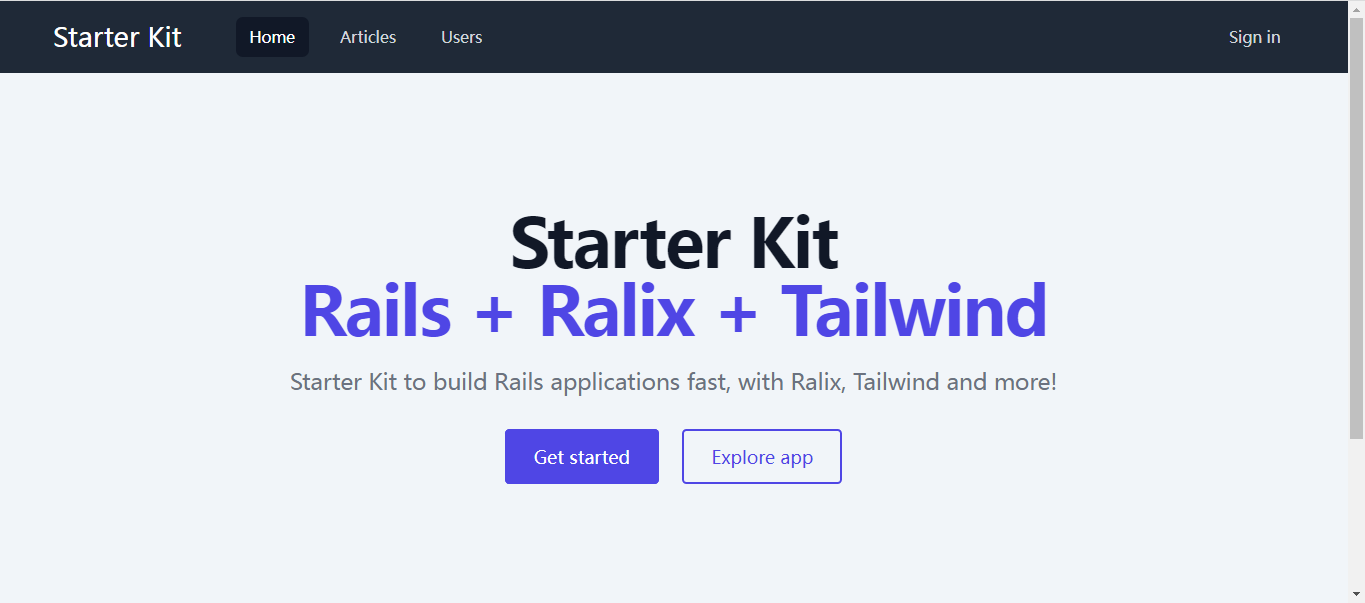 Starter Kit Home Articles Users Sign in
Starter Kit
Rails + Ralix + Tailwind
Starter Kit to build Rails applications fast, with Ralix, Tailwind and more!
Get started Explore app